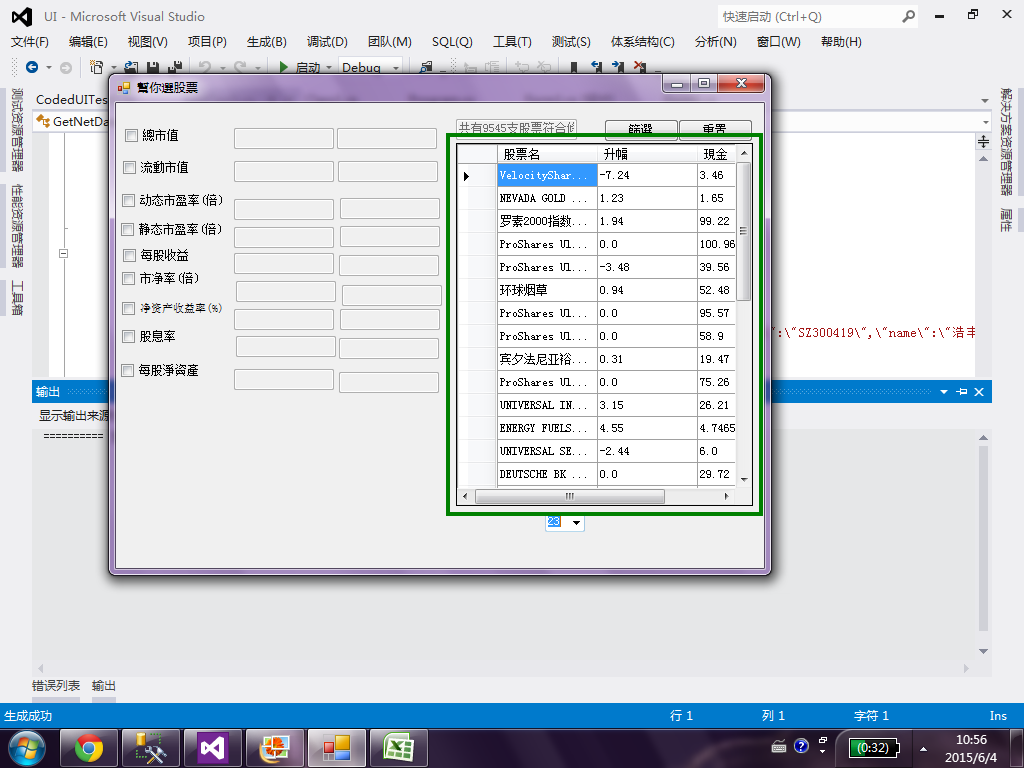 UI - Microsoft Visual Studio
快速启动 (Ctrl+Q)
文件(F) 编辑(E) 视图(V) 项目(P) 生成(B) 调试(D) 团队(M) SQL(Q) 工具(T) 测试(S) 体系结构(C) 分析(N) 窗口(W) 帮助(H)
启动 Debug
幫你選股票
CodedUITes
GetNetDa
测试资源管理器
性能资源管理器
工具箱
解决方案资源管理器
属性
總市值
流動市值
动态市盈率(倍)
静态市盈率(倍)
每股收益
市净率(倍)
净资产收益率(%)
股息率
每股淨資產
共有9545支股票符合
篩選 重置
股票名 升幅 現金
VelocityShar... -7.24 3.46
NEVADA GOLD ... 1.23 1.65
罗素2000指数... 1.94 99.22
ProShares Ul... 0.0 100.96
ProShares Ul... -3.48 39.56
环球烟草 0.94 52.48
ProShares Ul... 0.0 95.57
ProShares Ul... 0.0 58.9
宾夕法尼亚裕... 0.31 19.47
ProShares Ul... 0.0 75.26
UNIVERSAL IN... 3.15 26.21
ENERGY FUELS... 4.55 4.7465
UNIVERSAL SE... -2.44 6.0
DEUTSCHE BK ... 0.0 29.72
23
":\"SZ300419\",\"name\":\"浩丰
输出
显示输出来源
==========
错误列表 输出
生成成功 行 1 列 1 字符 1 Ins
(0:32)
10:56
2015/6/4